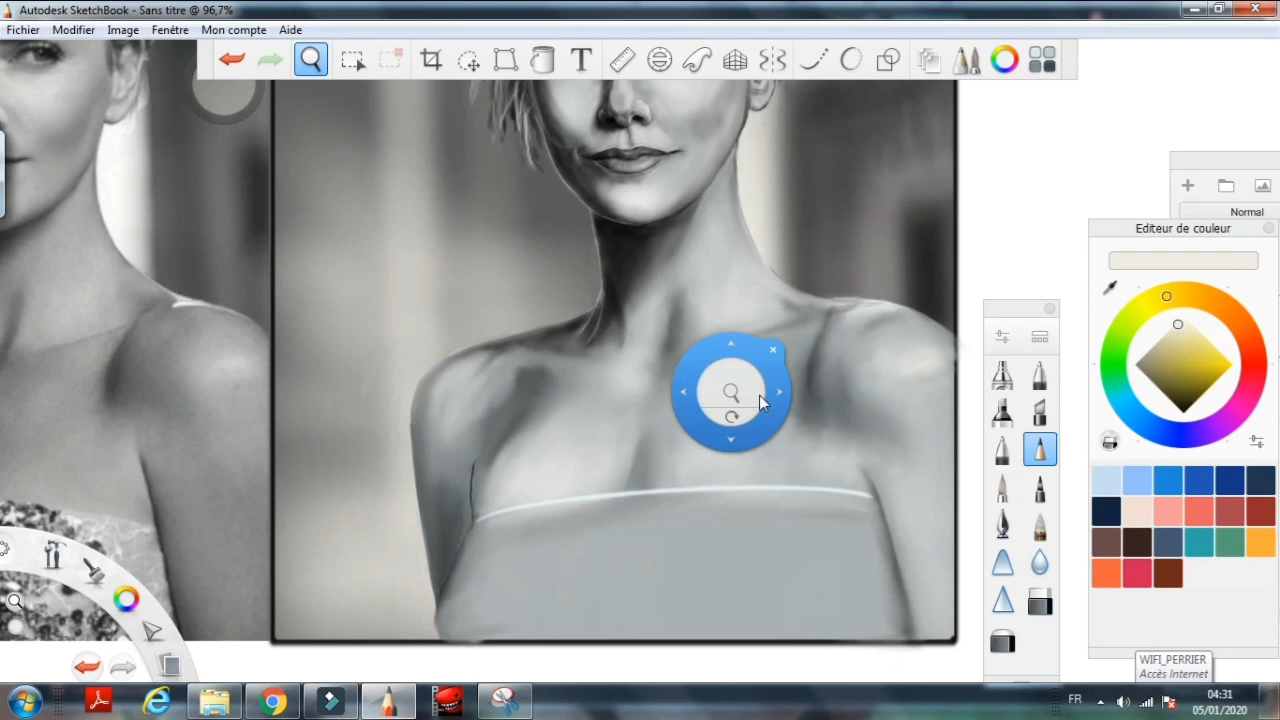 Autodesk SketchBook - Sans titre @ 96,7%
Fichier Modifier Image Fenêtre Mon compte Aide
T
Normal
Editeur de couleur
WIFI_PERRIER
Accès Internet
FR
04:31
05/01/2020